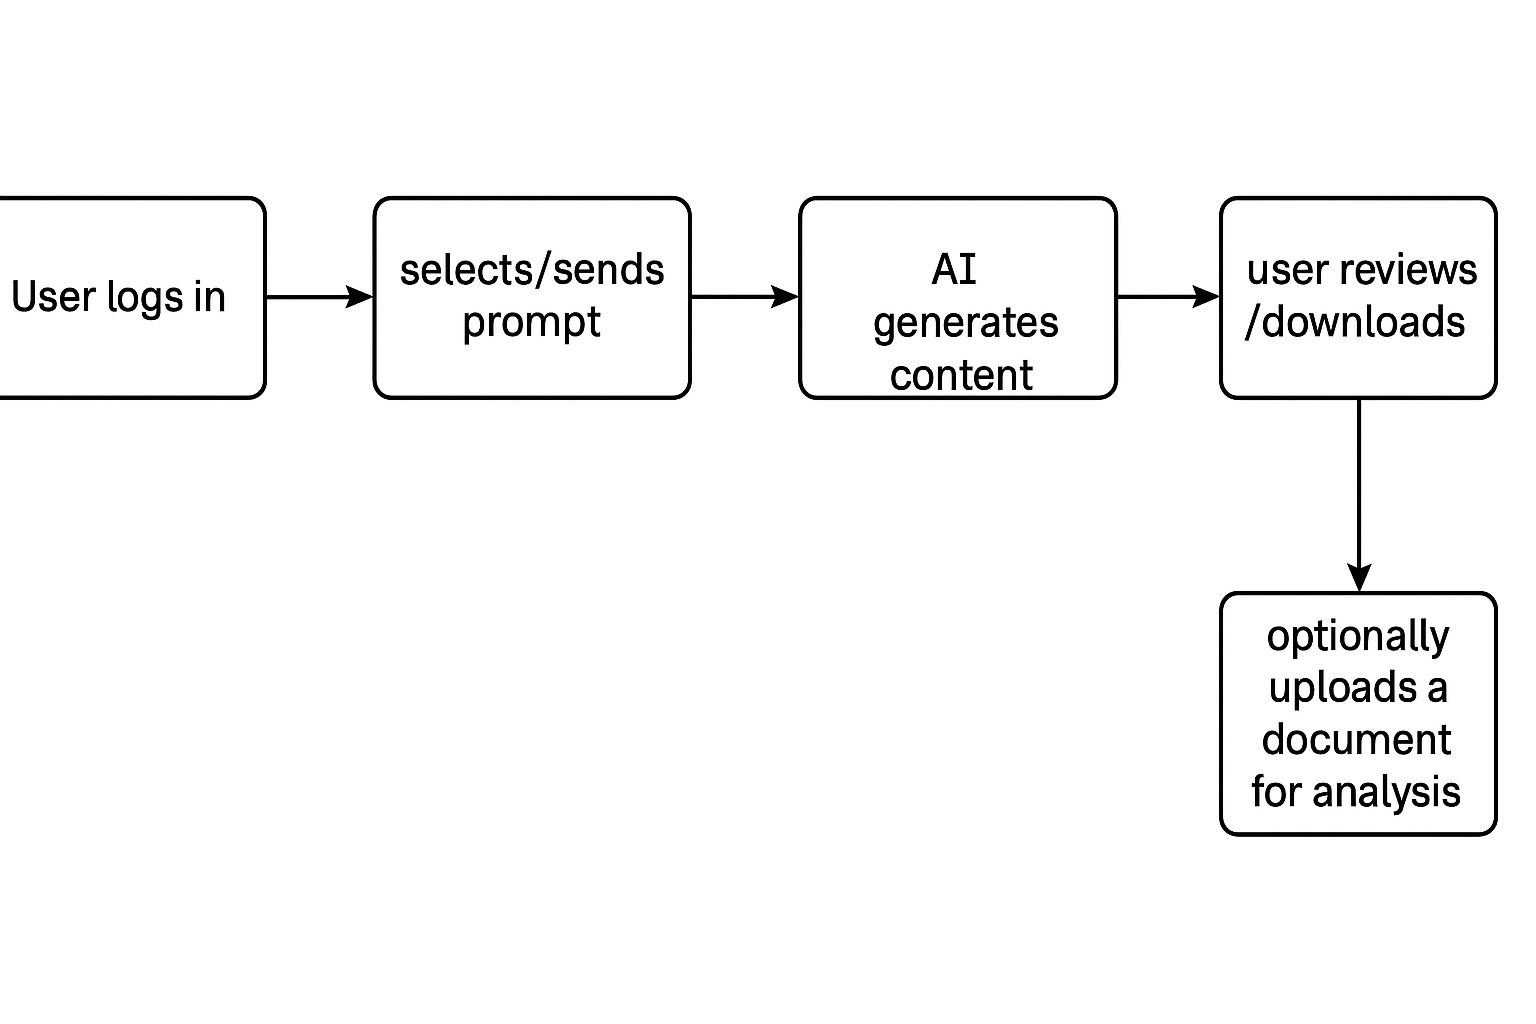 User logs in
selects/sends
prompt
AI
generates
content
user reviews
/downloads
optionally
uploads a
document
for analysis